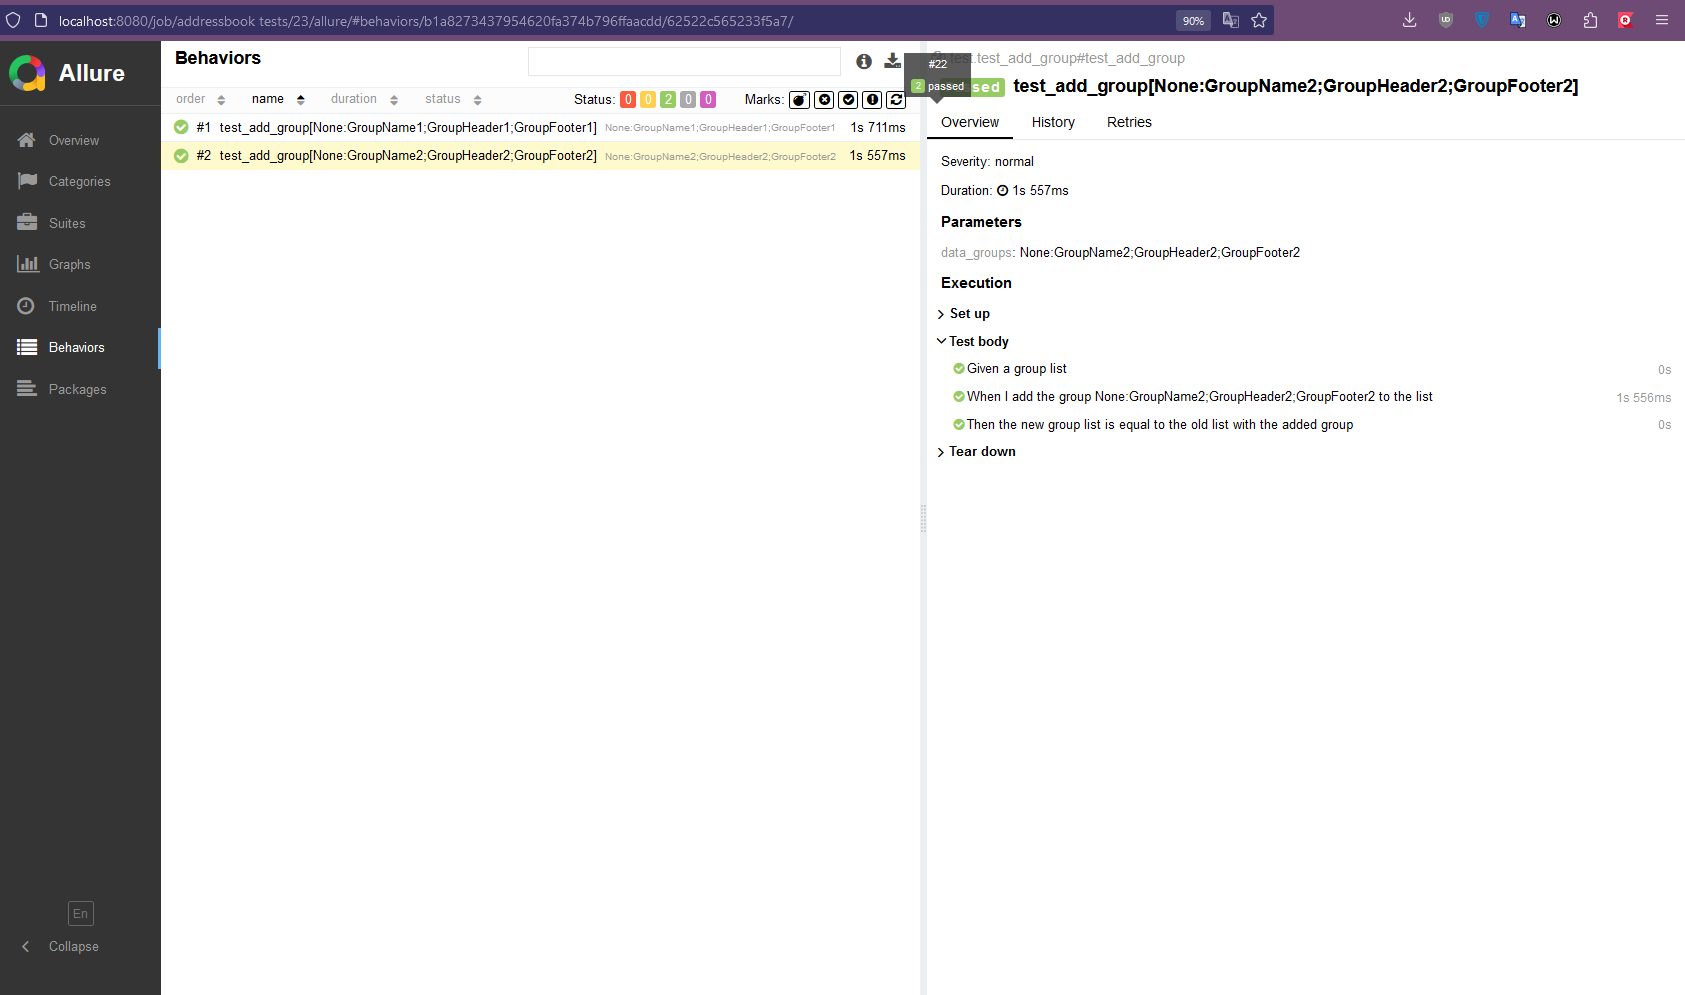 localhost:8080/job/addressbook tests/23/allure/#behaviors/b1a8273437954620fa374b796ffaacdd/62522c565233f5a7/
90%
Allure
Overview
Categories
Suites
Graphs
Timeline
Behaviors
Packages
En
Collapse
Behaviors
order name duration status Status: 0 0 2 0 0 Marks:
#1 test_add_group[None:GroupName1;GroupHeader1;GroupFooter1] None:GroupName1;GroupHeader1;GroupFooter1 1s 711ms
#2 test_add_group[None:GroupName2;GroupHeader2;GroupFooter2] None:GroupName2;GroupHeader2;GroupFooter2 1s 557ms
#22
2 passed
test.test_add_group#test_add_group
test_add_group[None:GroupName2;GroupHeader2;GroupFooter2]
Overview History Retries
Severity: normal
Duration: 1s 557ms
Parameters
data_groups: None:GroupName2;GroupHeader2;GroupFooter2
Execution
Set up
Test body
Given a group list 0s
When I add the group None:GroupName2;GroupHeader2;GroupFooter2 to the list 1s 556ms
Then the new group list is equal to the old list with the added group 0s
Tear down